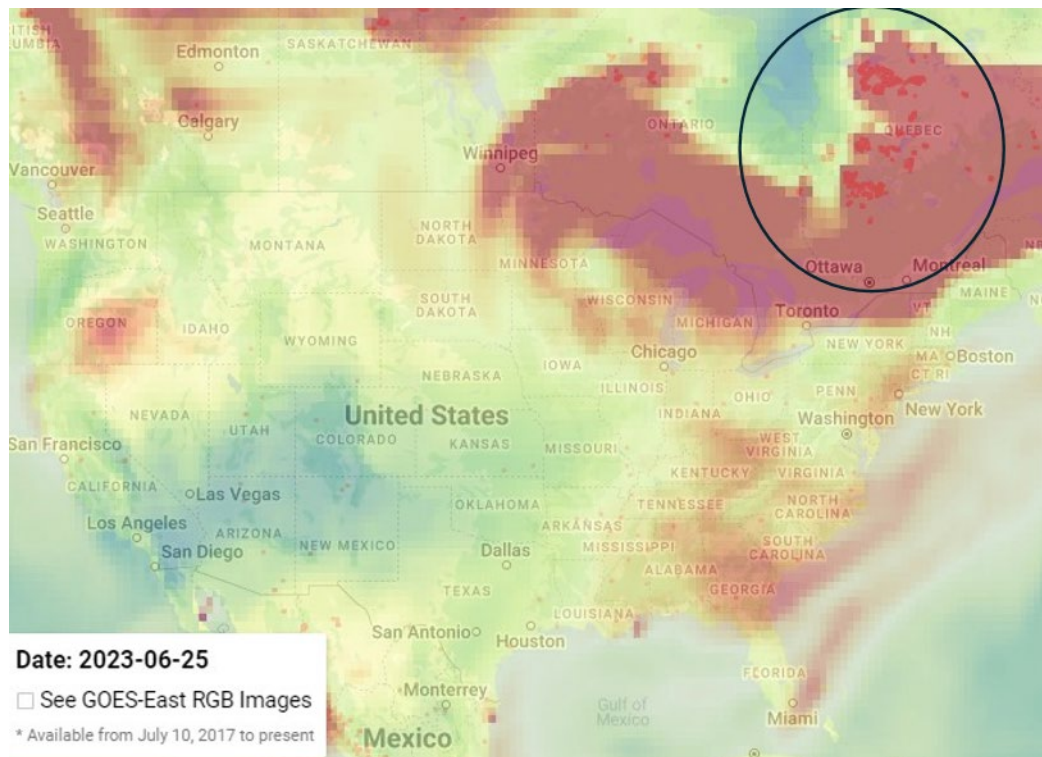 BRITISH
COLUMBIA
Edmonton
SASKATCHEWAN
Calgary
Vancouver
Winnipeg
ONTARIO
QUEBEC
Seattle
WASHINGTON
MONTANA
NORTH
DAKOTA
MINNESOTA
Ottawa
Montreal
MAINE
OREGON
IDAHO
SOUTH
DAKOTA
WISCONSIN
MICHIGAN
Toronto
VT
NH
WYOMING
Chicago
NEW YORK
MA
Boston
CT RI
IOWA
NEBRASKA
ILLINOIS
INDIANA
OHIO
PENN
New York
NEVADA
UTAH
United States
COLORADO
KANSAS
MISSOURI
Washington
WEST
VIRGINIA
San Francisco
KENTUCKY
VIRGINIA
CALIFORNIA
Las Vegas
OKLAHOMA
TENNESSEE
NORTH
CAROLINA
Los Angeles
ARIZONA
NEW MEXICO
ARKANSAS
MISSISSIPPI
SOUTH
CAROLINA
San Diego
Dallas
ALABAMA
GEORGIA
TEXAS
LOUISIANA
San Antonio
Houston
FLORIDA
Monterrey
Gulf of
Mexico
Miami
Mexico
Date: 2023-06-25
See GOES-East RGB Images
* Available from July 10, 2017 to present